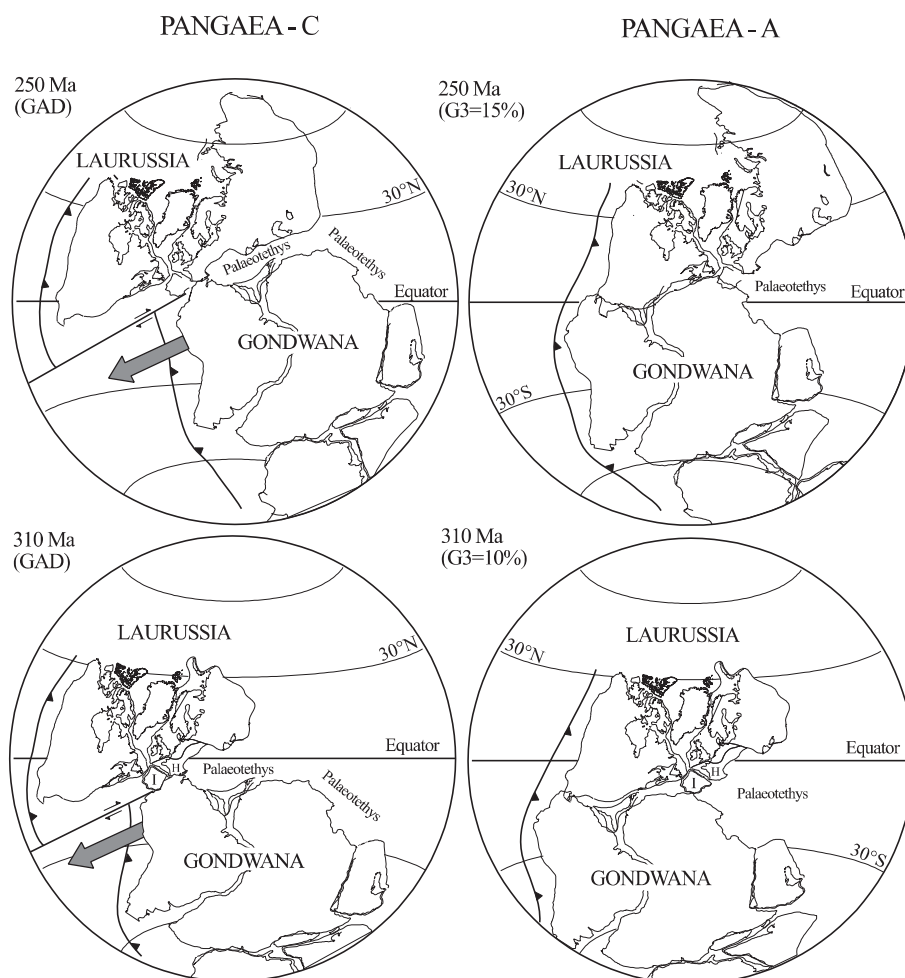 PANGAEA - C
PANGAEA - A
250 Ma
(GAD)
LAURUSSIA
30°N
Palaeotethys
Palaeotethys
Equator
GONDWANA
30°S
250 Ma
(G3=15%)
LAURUSSIA
30°N
Palaeotethys
Equator
GONDWANA
30°S
310 Ma
(GAD)
LAURUSSIA
30°N
Equator
H
I
Palaeotethys
Palaeotethys
GONDWANA
310 Ma
(G3=10%)
LAURUSSIA
30°N
Equator
H
I
Palaeotethys
GONDWANA
30°S